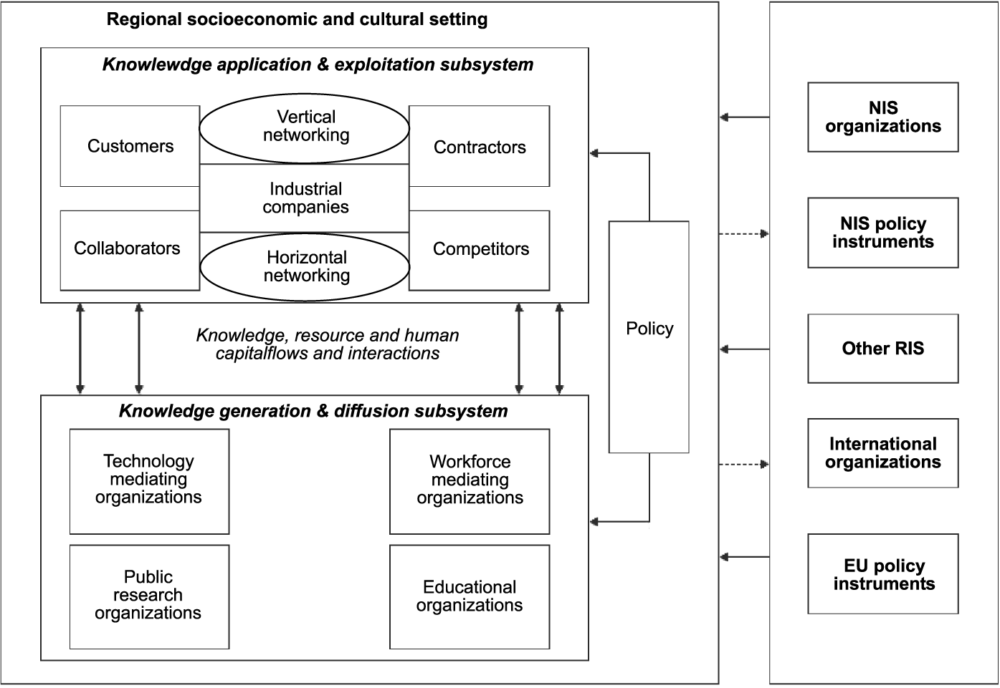 Regional socioeconomic and cultural setting
Knowlewdge application & exploitation subsystem
Customers
Vertical
networking
Contractors
Industrial
companies
Collaborators
Horizontal
networking
Competitors
Knowledge, resource and human
capitalflows and interactions
Knowledge generation & diffusion subsystem
Technology
mediating
organizations
Workforce
mediating
organizations
Public
research
organizations
Educational
organizations
Policy
NIS
organizations
NIS policy
instruments
Other RIS
International
organizations
EU policy
instruments